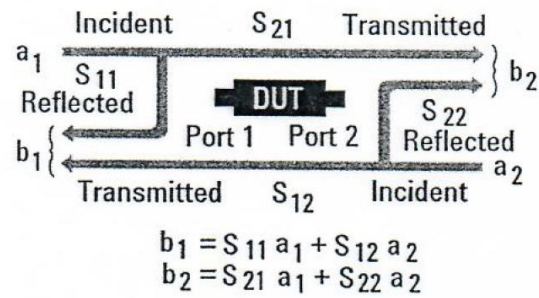 Incident S21 Transmitted
a1
S11
Reflected
b1
DUT
Port 1 Port 2
b2
S22
Reflected
a2
Transmitted S12 Incident
b1 = S11 a1 + S12 a2
b2 = S21 a1 + S22 a2